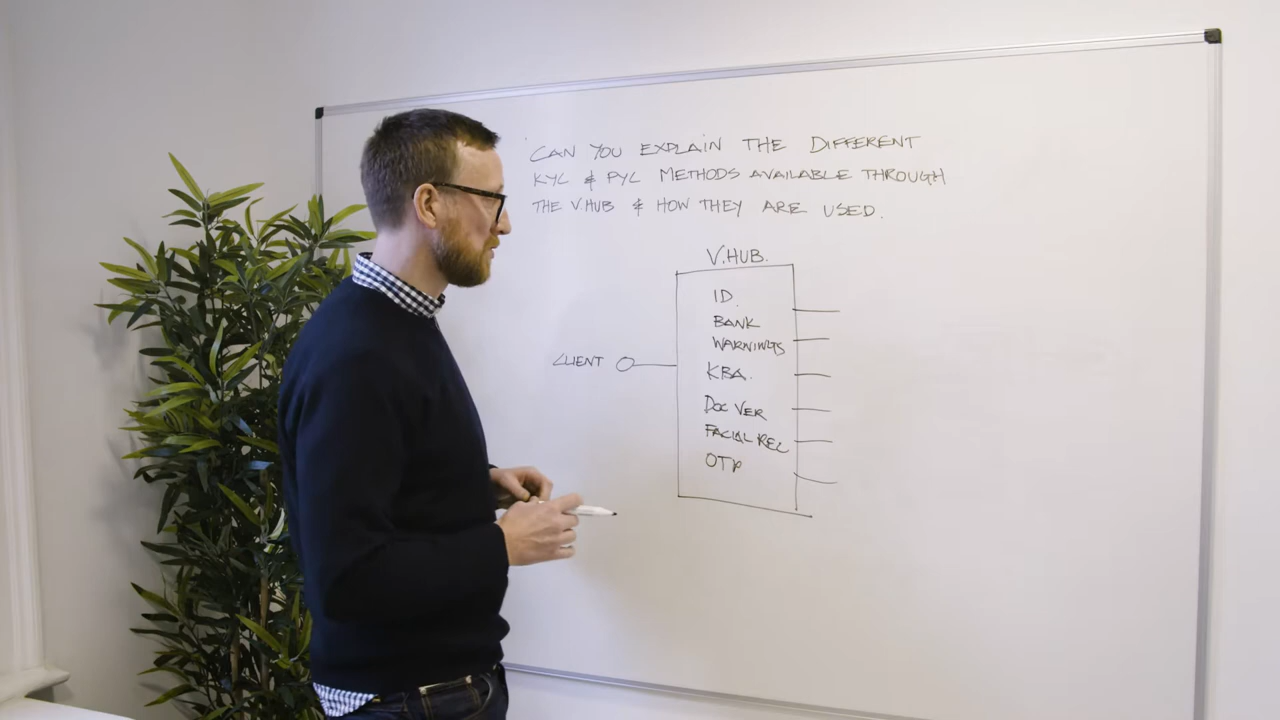 CAN YOU EXPLAIN THE DIFFERENT
KYC & PYC METHODS AVAILABLE THROUGH
THE V.HUB & HOW THEY ARE USED.
V.HUB.
ID.
BANK
WARNINGS
CLIENT
KBA.
DOC VER
FACIAL REC
OTP